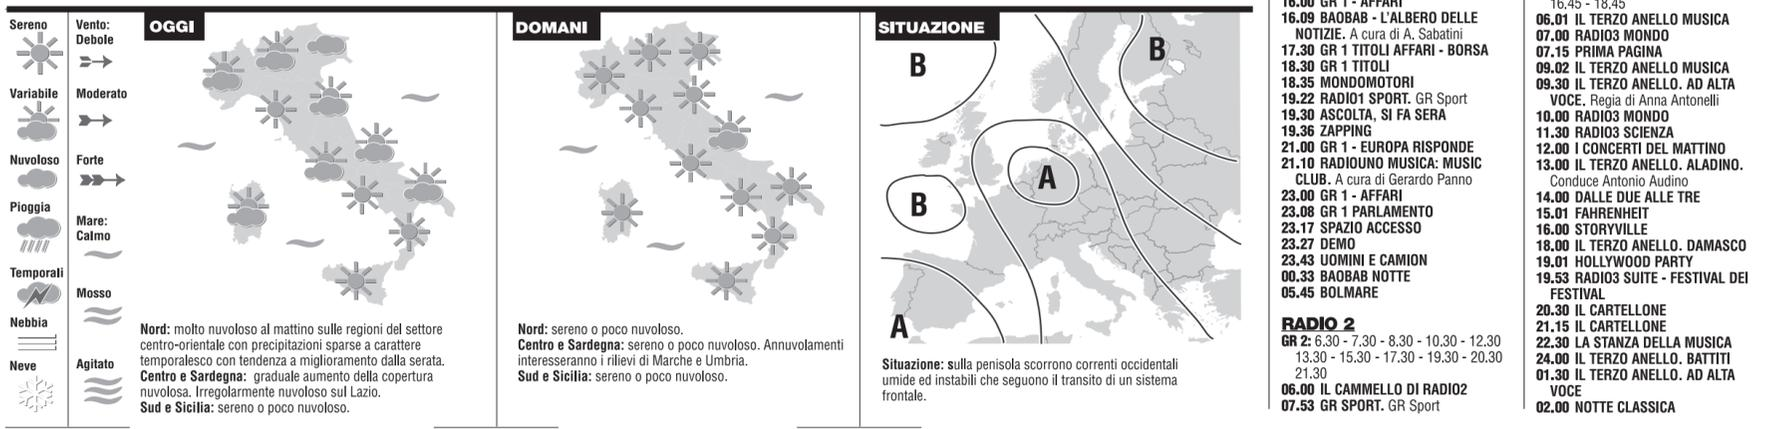 Sereno
Variabile
Nuvoloso
Pioggia
Temporali
Nebbia
Neve
Vento:
Debole
Moderato
Forte
Mare:
Calmo
Mosso
Agitato
OGGI
Nord: molto nuvoloso al mattino sulle regioni del settore
centro-orientale con precipitazioni sparse a carattere
temporalesco con tendenza a miglioramento dalla serata.
Centro e Sardegna: graduale aumento della copertura
nuvolosa. Irregolarmente nuvoloso sul Lazio.
Sud e Sicilia: sereno o poco nuvoloso.
DOMANI
Nord: sereno o poco nuvoloso.
Centro e Sardegna: sereno o poco nuvoloso. Annuvolamenti
interesseranno i rilievi di Marche e Umbria.
Sud e Sicilia: sereno o poco nuvoloso.
SITUAZIONE
B
B
A
B
A
Situazione: sulla penisola scorrono correnti occidentali
umide ed instabili che seguono il transito di un sistema
frontale.
16.00 GR 1 - AFFARI
16.09 BAOBAB - L'ALBERO DELLE
NOTIZIE. A cura di A. Sabatini
17.30 GR 1 TITOLI AFFARI - BORSA
18.30 GR 1 TITOLI
18.35 MONDOMOTORI
19.22 RADIO1 SPORT. GR Sport
19.30 ASCOLTA, SI FA SERA
19.36 ZAPPING
21.00 GR 1 - EUROPA RISPONDE
21.10 RADIOUNO MUSICA: MUSIC
CLUB. A cura di Gerardo Panno
23.00 GR 1 - AFFARI
23.08 GR 1 PARLAMENTO
23.17 SPAZIO ACCESSO
23.27 DEMO
23.43 UOMINI E CAMION
00.33 BAOBAB NOTTE
05.45 BOLMARE
RADIO 2
GR 2: 6.30 - 7.30 - 8.30 - 10.30 - 12.30
13.30 - 15.30 - 17.30 - 19.30 - 20.30
21.30
06.00 IL CAMMELLO DI RADIO2
07.53 GR SPORT. GR Sport
16.45 - 18.45
06.01 IL TERZO ANELLO MUSICA
07.00 RADIO3 MONDO
07.15 PRIMA PAGINA
09.02 IL TERZO ANELLO MUSICA
09.30 IL TERZO ANELLO. AD ALTA
VOCE. Regia di Anna Antonelli
10.00 RADIO3 MONDO
11.30 RADIO3 SCIENZA
12.00 I CONCERTI DEL MATTINO
13.00 IL TERZO ANELLO. ALADINO.
Conduce Antonio Audino
14.00 DALLE DUE ALLE TRE
15.01 FAHRENHEIT
16.00 STORYVILLE
18.00 IL TERZO ANELLO. DAMASCO
19.01 HOLLYWOOD PARTY
19.53 RADIO3 SUITE - FESTIVAL DEI
FESTIVAL
20.30 IL CARTELLONE
21.15 IL CARTELLONE
22.30 LA STANZA DELLA MUSICA
24.00 IL TERZO ANELLO. BATTITI
01.30 IL TERZO ANELLO. AD ALTA
VOCE
02.00 NOTTE CLASSICA